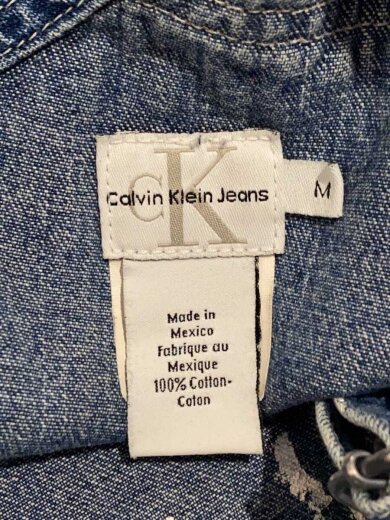 cK
Calvin Klein Jeans
M
Made in
Mexico
Fabrique au
Mexique
100% Cotton-
Coton